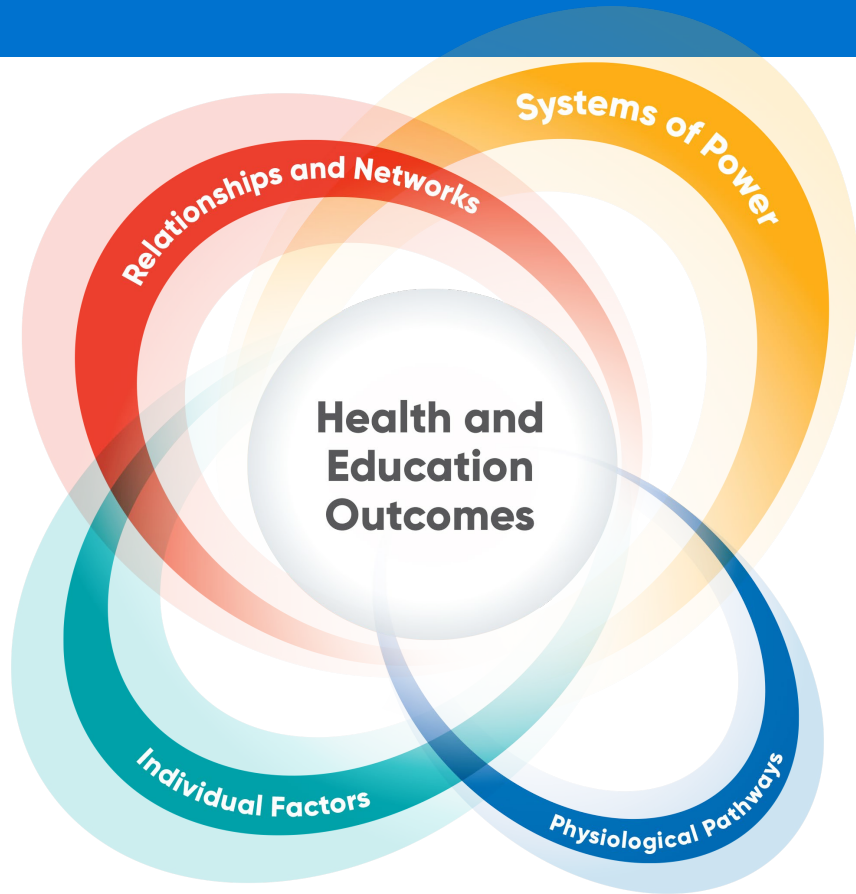 Systems of Power
Relationships and Networks
Health and
Education
Outcomes
Individual Factors
Physiological Pathways